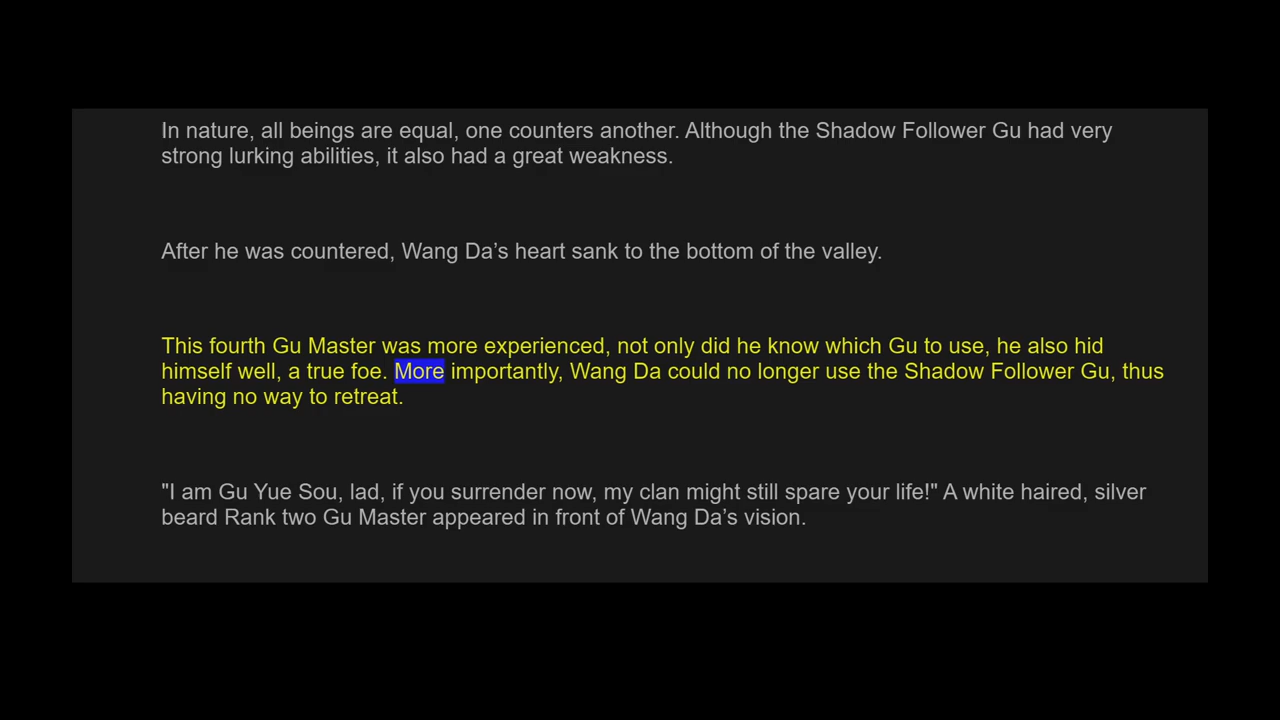 In nature, all beings are equal, one counters another. Although the Shadow Follower Gu had very
strong lurking abilities, it also had a great weakness.
After he was countered, Wang Da’s heart sank to the bottom of the valley.
This fourth Gu Master was more experienced, not only did he know which Gu to use, he also hid
himself well, a true foe. More importantly, Wang Da could no longer use the Shadow Follower Gu, thus
having no way to retreat.
"I am Gu Yue Sou, lad, if you surrender now, my clan might still spare your life!" A white haired, silver
beard Rank two Gu Master appeared in front of Wang Da’s vision.